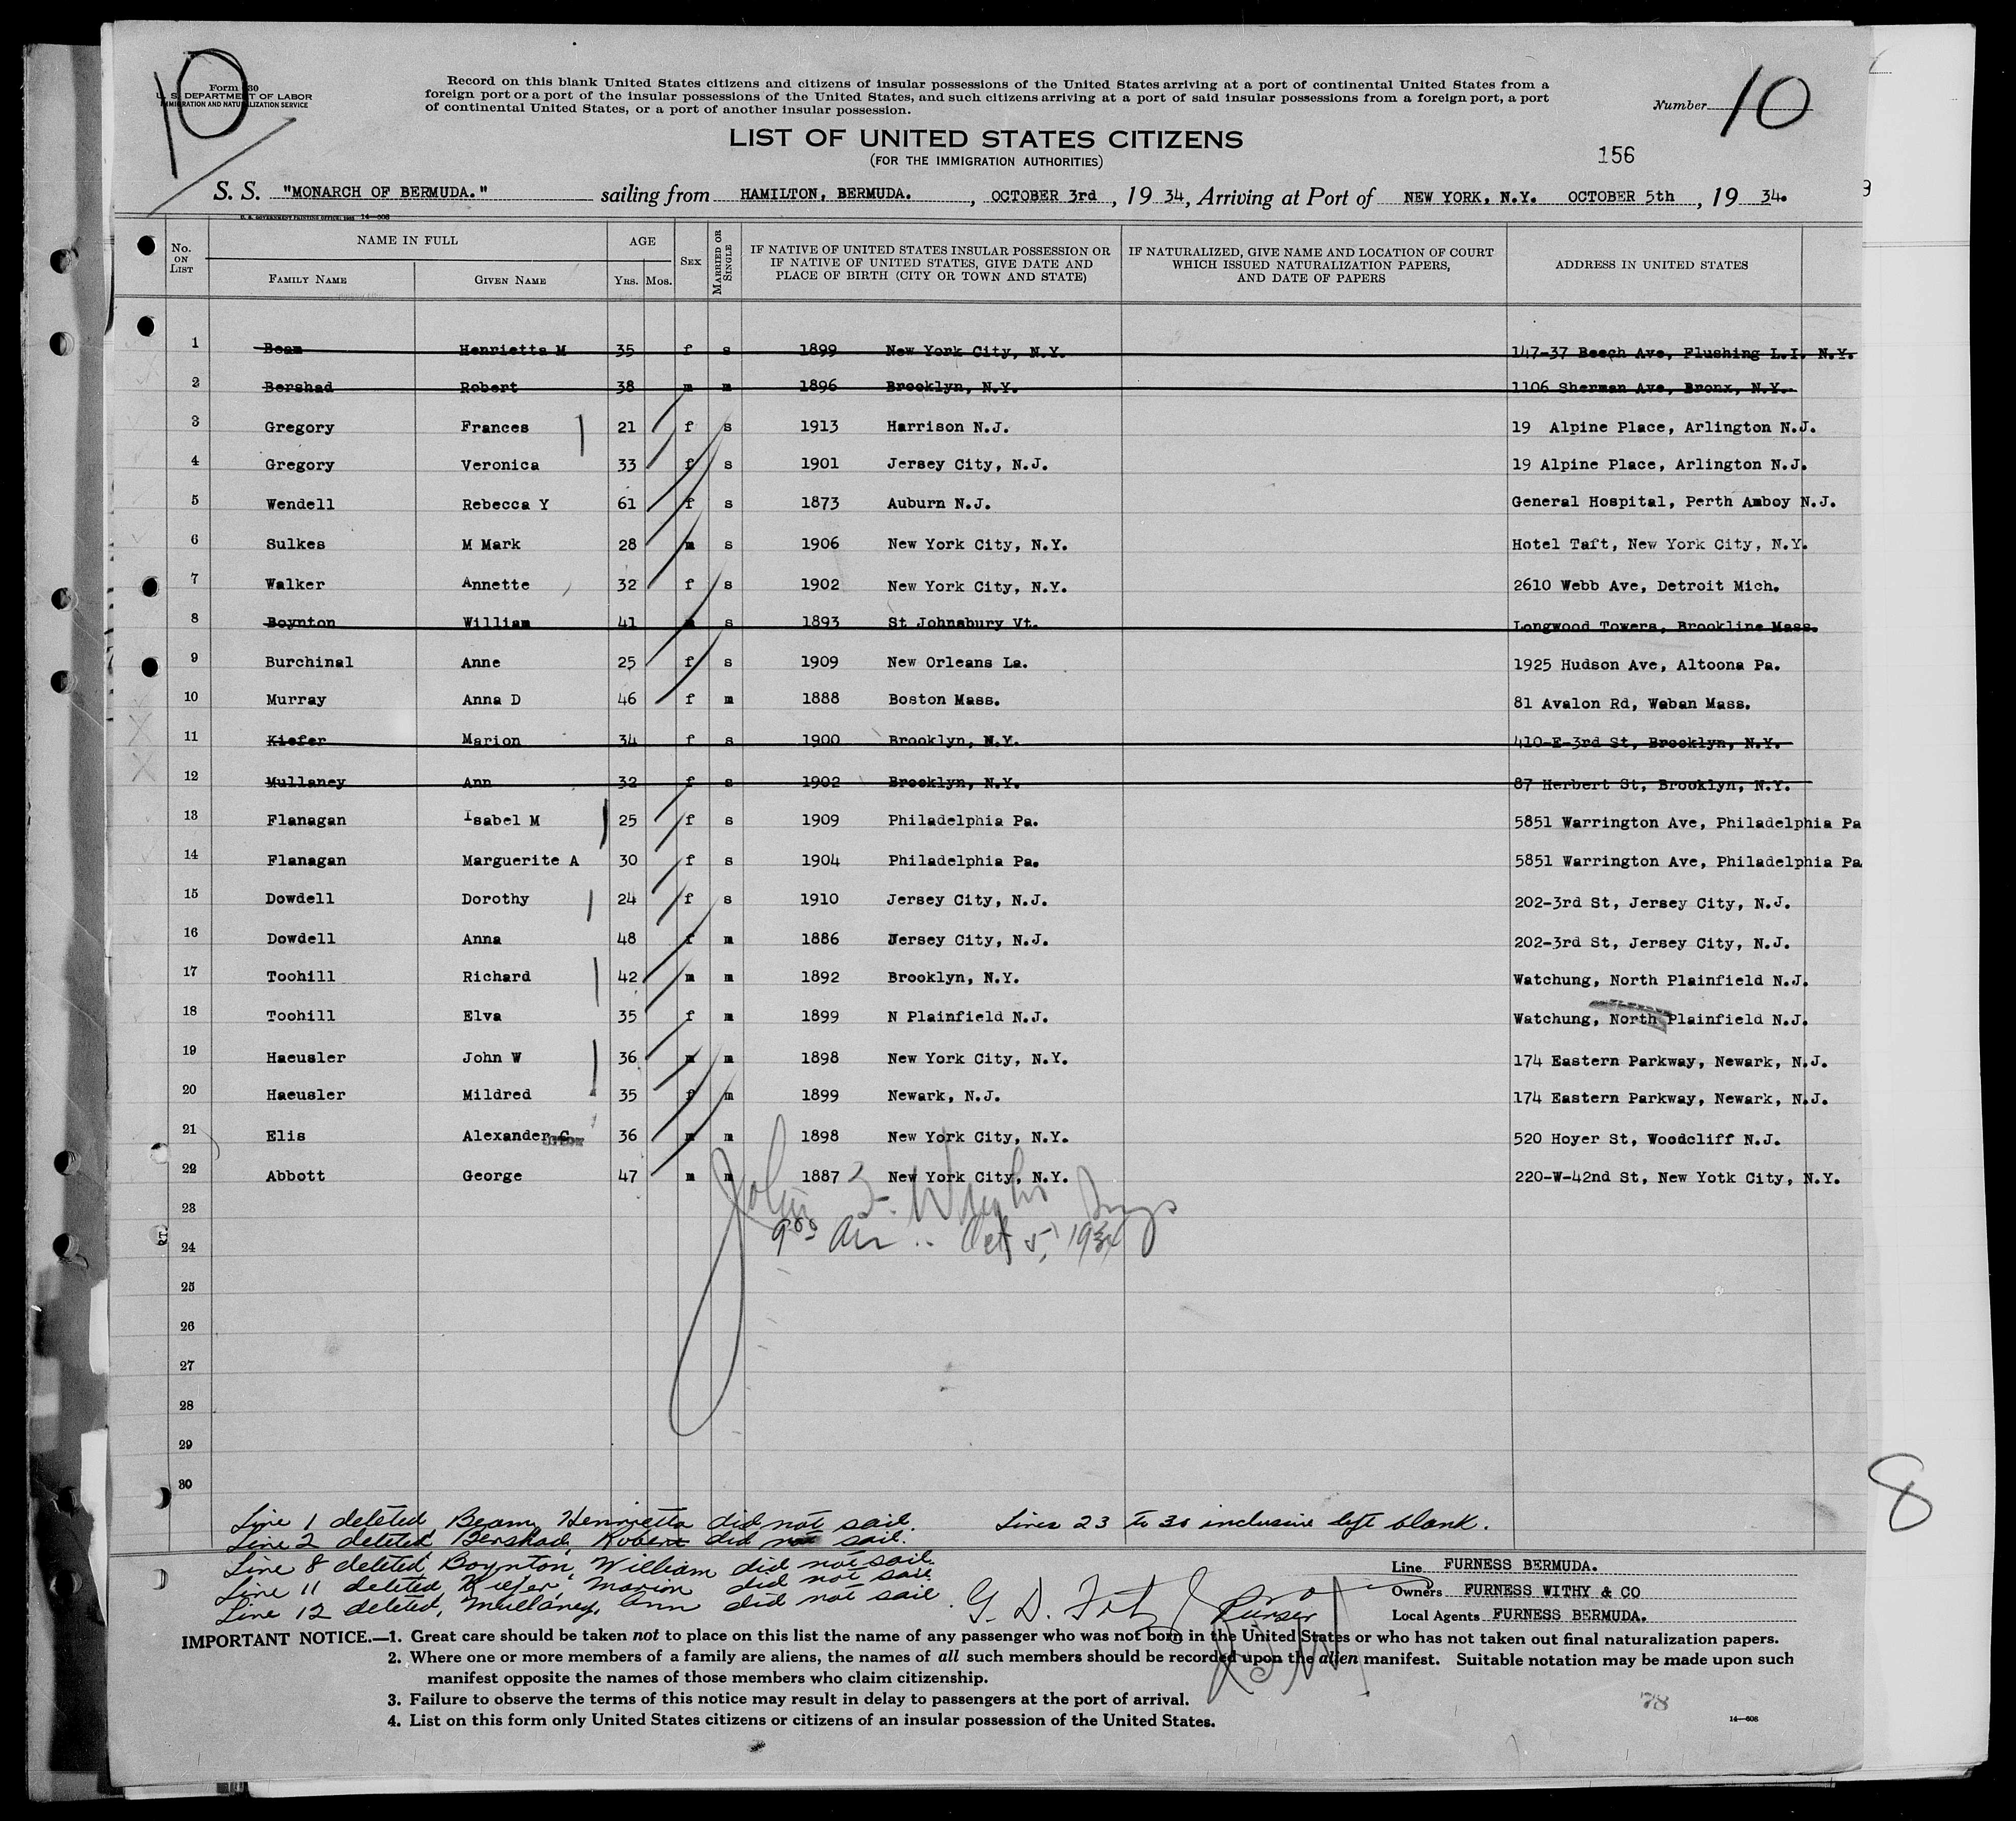 10
Form 630
U. S. DEPARTMENT OF LABOR
IMMIGRATION AND NATURALIZATION SERVICE
Record on this blank United States citizens and citizens of insular possessions of the United States arriving at a port of continental United States from a
foreign port or a port of the insular possessions of the United States, and such citizens arriving at a port of said insular possessions from a foreign port, a port
of continental United States, or a port of another insular possession.
Number 10
LIST OF UNITED STATES CITIZENS
(FOR THE IMMIGRATION AUTHORITIES)
156
S. S. "MONARCH OF BERMUDA." sailing from HAMILTON, BERMUDA. , OCTOBER 3rd , 19 34, Arriving at Port of NEW YORK, N.Y. OCTOBER 5th , 19 34.
14—608
No. ON LIST NAME IN FULL AGE SEX MARRIED OR SINGLE IF NATIVE OF UNITED STATES INSULAR POSSESSION OR IF NATIVE OF UNITED STATES, GIVE DATE AND PLACE OF BIRTH (CITY OR TOWN AND STATE) IF NATURALIZED, GIVE NAME AND LOCATION OF COURT WHICH ISSUED NATURALIZATION PAPERS, AND DATE OF PAPERS ADDRESS IN UNITED STATES
FAMILY NAME GIVEN NAME YRS. MOS.
1 Beam Henrietta M 35 f s 1899 New York City, N.Y. 147-37 Beech Ave, Flushing L.I. N.Y.
2 Bershad Robert 38 m m 1896 Brooklyn, N.Y. 1106 Sherman Ave, Bronx, N.Y.
3 Gregory Frances 21 f s 1913 Harrison N.J. 19 Alpine Place, Arlington N.J.
4 Gregory Veronica 33 f s 1901 Jersey City, N.J. 19 Alpine Place, Arlington N.J.
5 Wendell Rebecca Y 61 f s 1873 Auburn N.J. General Hospital, Perth Amboy N.J.
6 Sulkes M Mark 28 m s 1906 New York City, N.Y. Hotel Taft, New York City, N.Y.
7 Walker Annette 32 f s 1902 New York City, N.Y. 2610 Webb Ave, Detroit Mich.
8 Boynton William 41 m s 1893 St Johnsbury Vt. Longwood Towers, Brookline Mass.
9 Burchinal Anne 25 f s 1909 New Orleans La. 1925 Hudson Ave, Altoona Pa.
10 Murray Anna D 46 f m 1888 Boston Mass. 81 Avalon Rd, Waban Mass.
11 Kiefer Marion 34 f s 1900 Brooklyn, N.Y. 410-E-3rd St, Brooklyn, N.Y.
12 Mullaney Ann 32 f s 1902 Brooklyn, N.Y. 87 Herbert St, Brooklyn, N.Y.
13 Flanagan Isabel M 25 f s 1909 Philadelphia Pa. 5851 Warrington Ave, Philadelphia Pa
14 Flanagan Marguerite A 30 f s 1904 Philadelphia Pa. 5851 Warrington Ave, Philadelphia Pa
15 Dowdell Dorothy 24 f s 1910 Jersey City, N.J. 202-3rd St, Jersey City, N.J.
16 Dowdell Anna 48 f m 1886 Jersey City, N.J. 202-3rd St, Jersey City, N.J.
17 Toohill Richard 42 m m 1892 Brooklyn, N.Y. Watchung, North Plainfield N.J.
18 Toohill Elva 35 f m 1899 N Plainfield N.J. Watchung, North Plainfield N.J.
19 Haeusler John W 36 m m 1898 New York City, N.Y. 174 Eastern Parkway, Newark, N.J.
20 Haeusler Mildred 35 f m 1899 Newark, N.J. 174 Eastern Parkway, Newark, N.J.
21 Elis Alexander G 36 m m 1898 New York City, N.Y. 520 Hoyer St, Woodcliff N.J.
22 Abbott George 47 m m 1887 New York City, N.Y. 220-W-42nd St, New Yotk City, N.Y.
23 John
24 Oct 5, 1934
25
26
27
28
29
30
8
Line 1 deleted Beam, Henrietta did not sail. Lines 23 to 30 inclusive left blank.
Line 2 deleted Bershad, Robert did not sail.
Line 8 deleted, Boynton, William did not sail.
Line 11 deleted, Kiefer, Marion did not sail
Line 12 deleted, Mullaney, Ann did not sail.
G. D.
Purser
Line FURNESS BERMUDA.
Owners FURNESS WITHY & CO
Local Agents FURNESS BERMUDA.
IMPORTANT NOTICE.—1. Great care should be taken not to place on this list the name of any passenger who was not born in the United States or who has not taken out final naturalization papers.
2. Where one or more members of a family are aliens, the names of all such members should be recorded upon the alien manifest. Suitable notation may be made upon such
manifest opposite the names of those members who claim citizenship.
3. Failure to observe the terms of this notice may result in delay to passengers at the port of arrival.
4. List on this form only United States citizens or citizens of an insular possession of the United States.
78
14—608